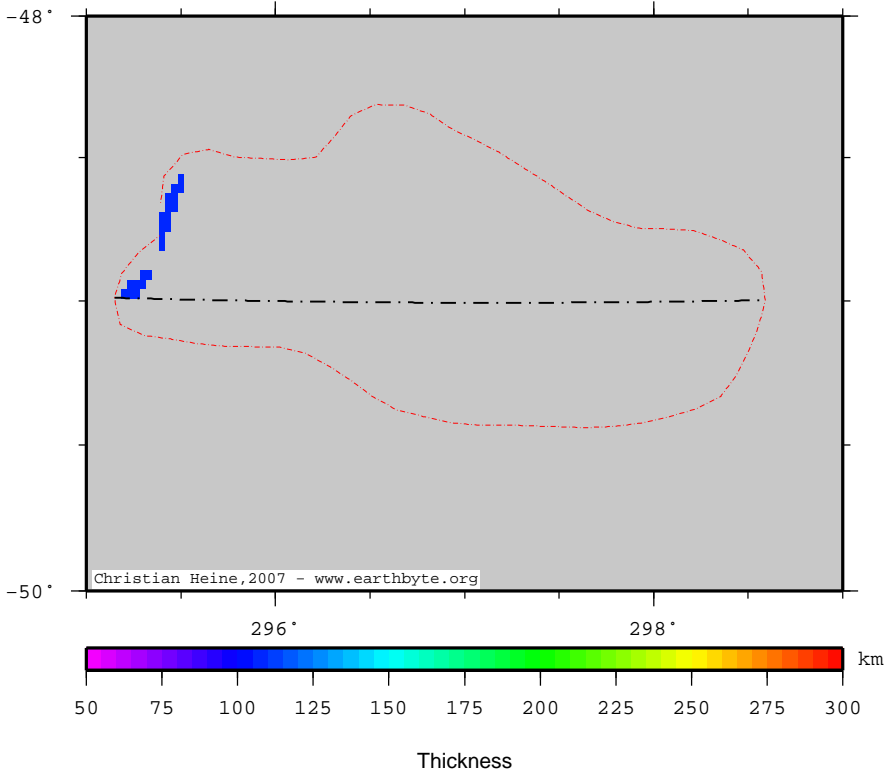 -48°
-50°
Christian Heine,2007 - www.earthbyte.org
296° 298°
km
50 75 100 125 150 175 200 225 250 275 300
Thickness